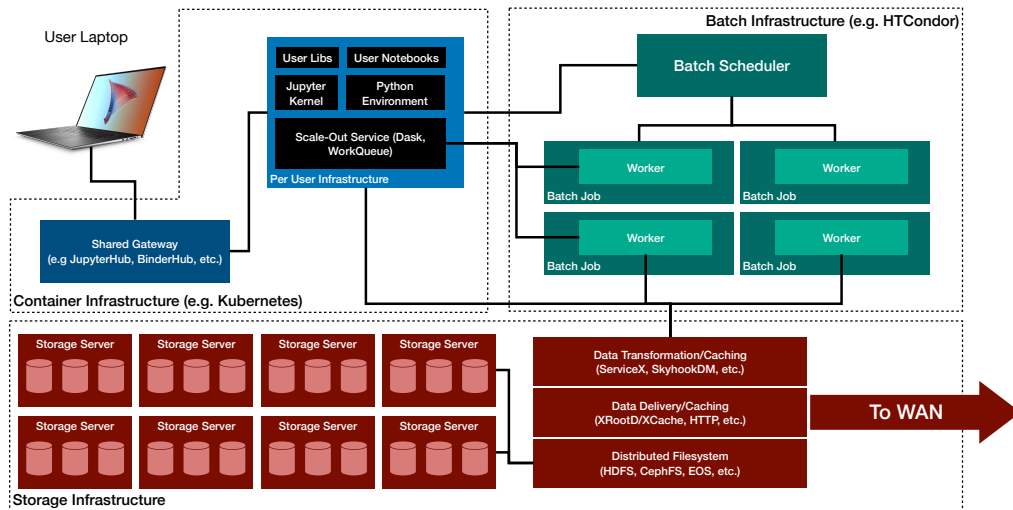 User Laptop
Batch Infrastructure (e.g. HTCondor)
User Libs
User Notebooks
Jupyter
Kernel
Python
Environment
Scale-Out Service (Dask,
WorkQueue)
Per User Infrastructure
Batch Scheduler
Worker
Batch Job
Worker
Batch Job
Worker
Batch Job
Worker
Batch Job
Shared Gateway
(e.g JupyterHub, BinderHub, etc.)
Container Infrastructure (e.g. Kubernetes)
Storage Server
Storage Server
Storage Server
Storage Server
Storage Server
Storage Server
Storage Server
Storage Server
Storage Infrastructure
Data Transformation/Caching
(ServiceX, SkyhookDM, etc.)
Data Delivery/Caching
(XRootD/XCache, HTTP, etc.)
Distributed Filesystem
(HDFS, CephFS, EOS, etc.)
To WAN